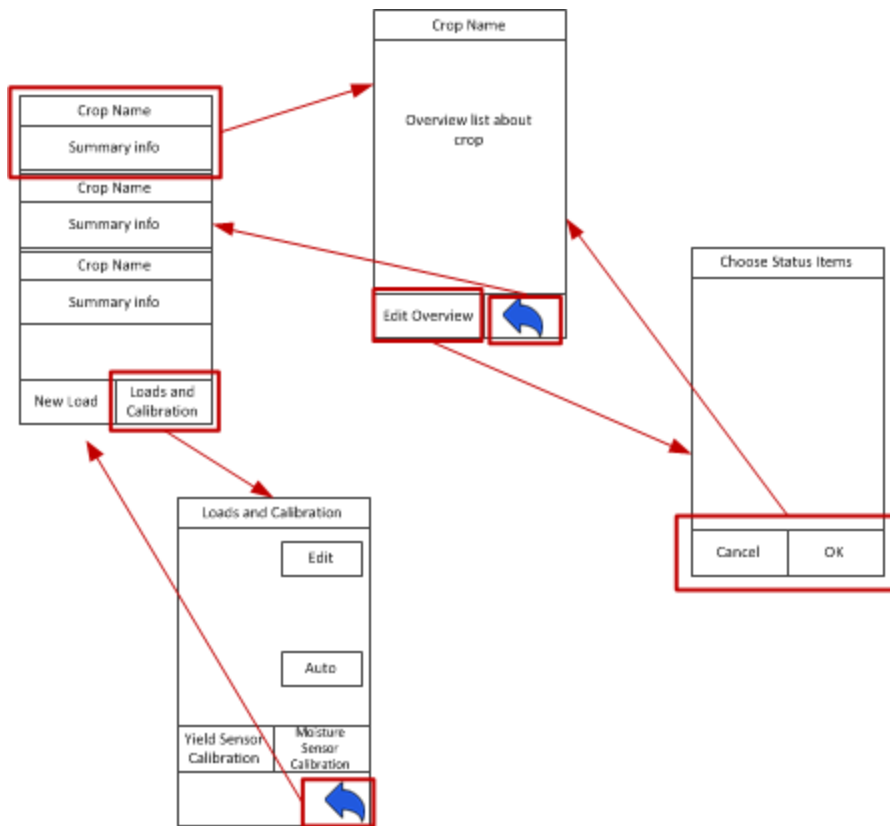 Crop Name
Summary info
Crop Name
Summary info
Crop Name
Summary info
New Load
Loads and
Calibration
Crop Name
Overview list about
crop
Edit Overview
Choose Status Items
Cancel
OK
Loads and Calibration
Edit
Auto
Yield Sensor
Calibration
Moisture
Sensor
Calibration